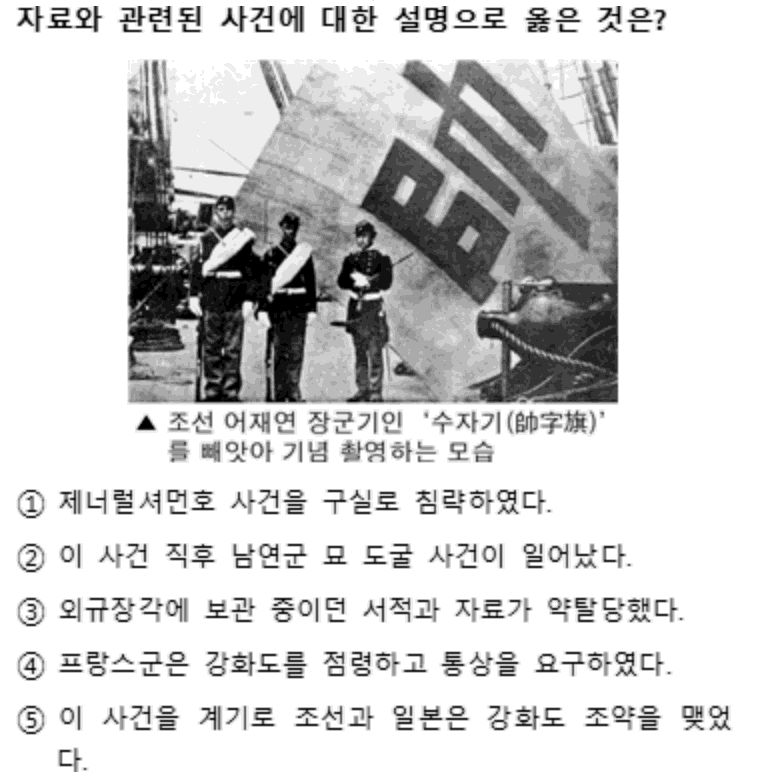 자료와 관련된 사건에 대한 설명으로 옳은 것은?
帥
▲ 조선 어재연 장군기인 ‘수자기(帥字旗)’
를 빼앗아 기념 촬영하는 모습
① 제너럴셔먼호 사건을 구실로 침략하였다.
② 이 사건 직후 남연군 묘 도굴 사건이 일어났다.
③ 외규장각에 보관 중이던 서적과 자료가 약탈당했다.
④ 프랑스군은 강화도를 점령하고 통상을 요구하였다.
⑤ 이 사건을 계기로 조선과 일본은 강화도 조약을 맺었
다.